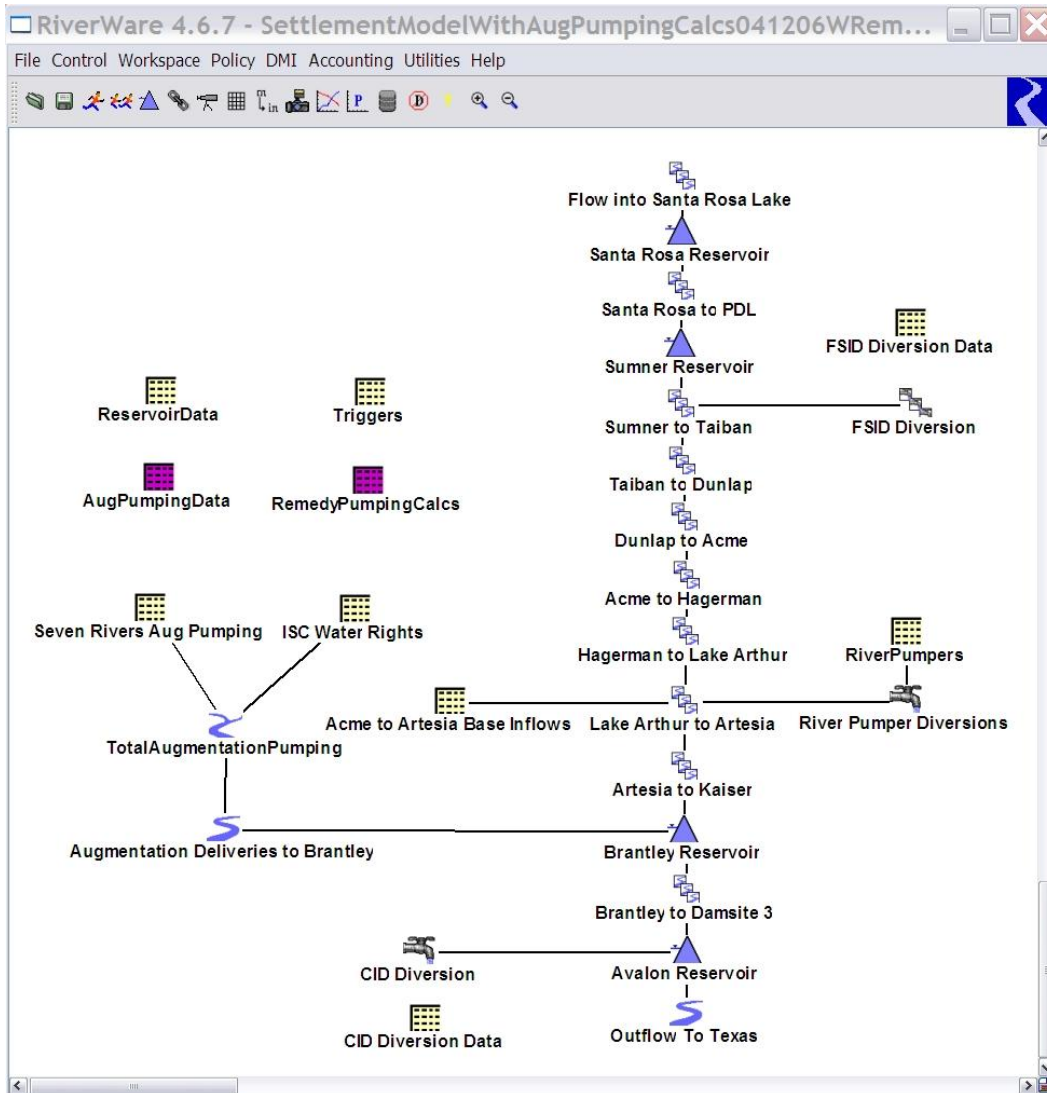 RiverWare 4.6.7 - SettlementModelWithAugPumpingCalcs041206WRem...
File Control Workspace Policy DMI Accounting Utilities Help
Flow into Santa Rosa Lake
Santa Rosa Reservoir
Santa Rosa to PDL
FSID Diversion Data
Sumner Reservoir
ReservoirData
Triggers
Sumner to Taiban
FSID Diversion
Taiban to Dunlap
AugPumpingData
RemedyPumpingCalcs
Dunlap to Acme
Acme to Hagerman
Seven Rivers Aug Pumping
ISC Water Rights
Hagerman to Lake Arthur
RiverPumpers
Acme to Artesia Base Inflows
Lake Arthur to Artesia
River Pumper Diversions
TotalAugmentationPumping
Artesia to Kaiser
Augmentation Deliveries to Brantley
Brantley Reservoir
Brantley to Damsite 3
CID Diversion
Avalon Reservoir
CID Diversion Data
Outflow To Texas